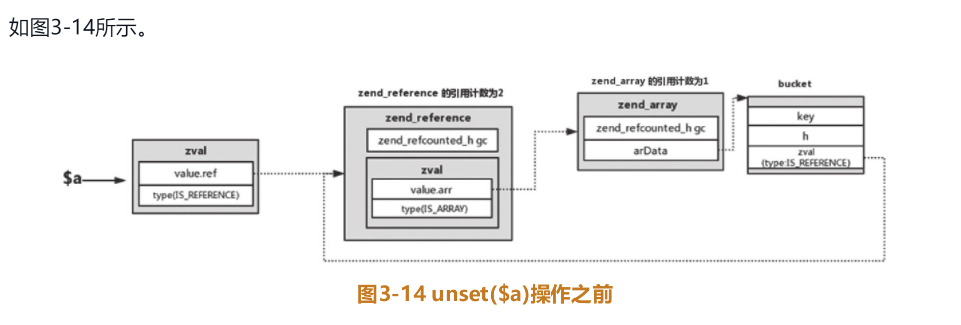 如图3-14所示。
zend_reference 的引用计数为2
zend_array 的引用计数为1
bucket
zend_reference
zend_refcounted_h gc
zval
value.arr
type(IS_ARRAY)
zend_array
zend_refcounted_h gc
arData
key
h
zval
(type:IS_REFERENCE)
$a
zval
value.ref
type(IS_REFERENCE)
图3-14 unset($a)操作之前